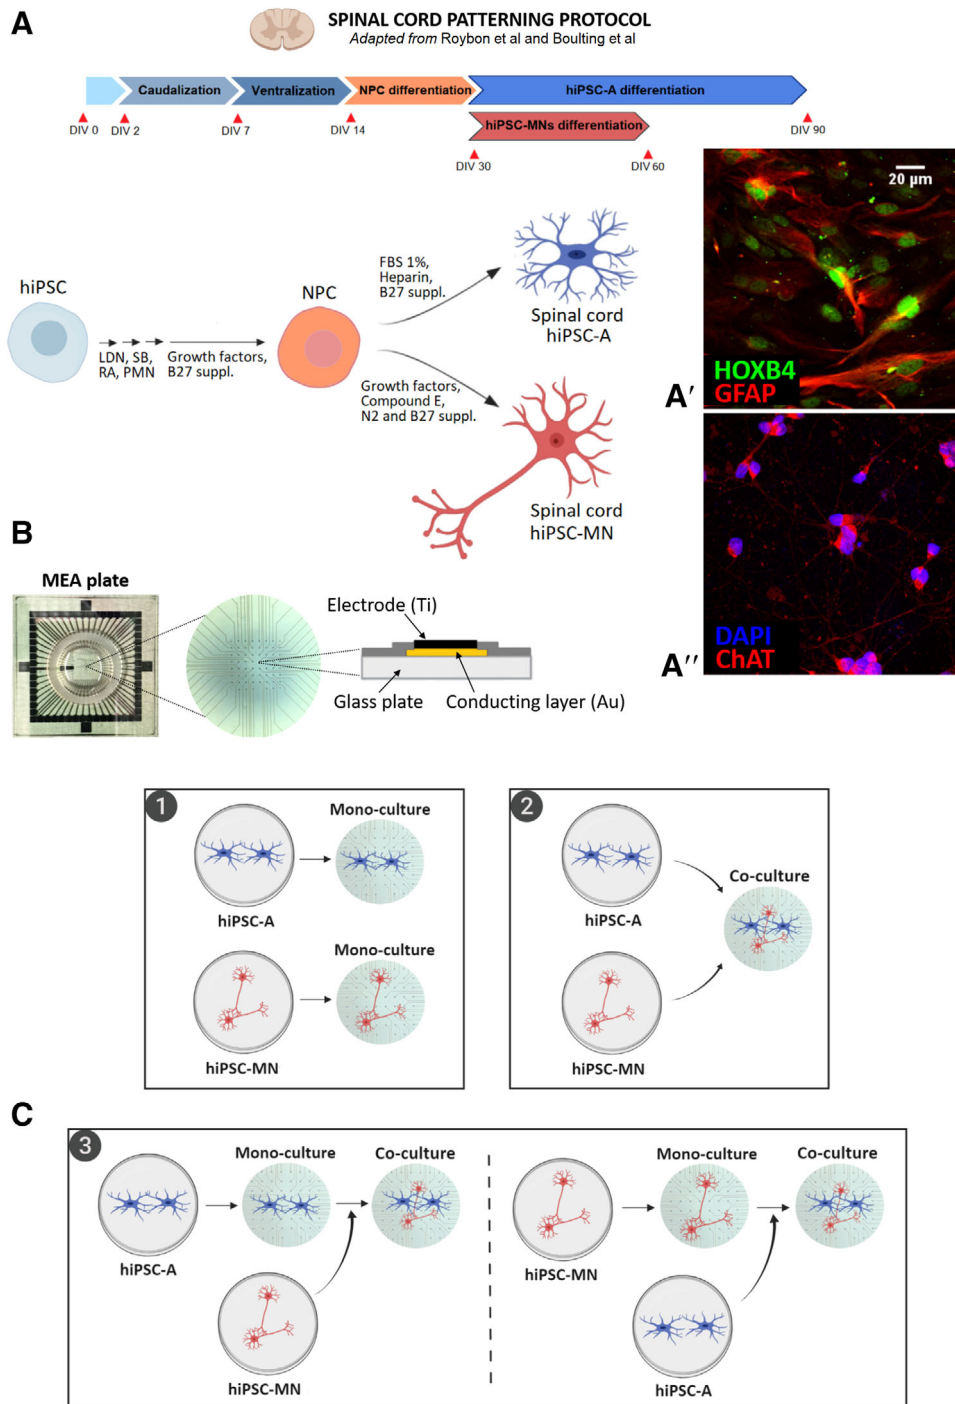 A
SPINAL CORD PATTERNING PROTOCOL
Adapted from Roybon et al and Boulting et al
Caudalization
Ventralization
NPC differentiation
hiPSC-A differentiation
hiPSC-MNs differentiation
DIV 0
DIV 2
DIV 7
DIV 14
DIV 30
DIV 60
DIV 90
20 µm
HOXB4
GFAP
A′
hiPSC
LDN, SB,
RA, PMN
Growth factors,
B27 suppl.
NPC
FBS 1%,
Heparin,
B27 suppl.
Spinal cord
hiPSC-A
Growth factors,
Compound E,
N2 and B27 suppl.
Spinal cord
hiPSC-MN
DAPI
ChAT
A″
B
MEA plate
Electrode (Ti)
Glass plate
Conducting layer (Au)
1
Mono-culture
hiPSC-A
Mono-culture
hiPSC-MN
2
hiPSC-A
Co-culture
hiPSC-MN
C
3
Mono-culture
Co-culture
hiPSC-A
hiPSC-MN
Mono-culture
Co-culture
hiPSC-MN
hiPSC-A